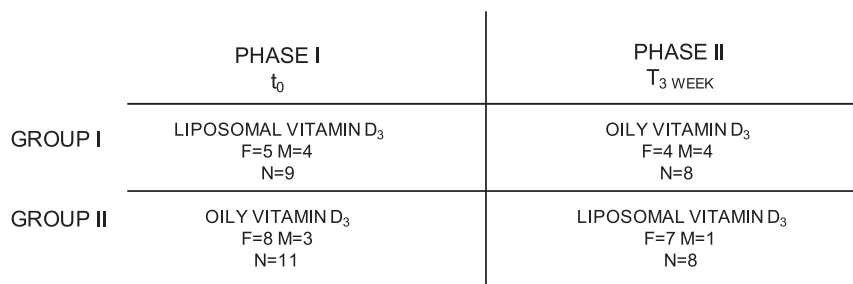 PHASE I
t₀
PHASE II
T₃ WEEK
GROUP I
LIPOSOMAL VITAMIN D₃
F=5 M=4
N=9
OILY VITAMIN D₃
F=4 M=4
N=8
GROUP II
OILY VITAMIN D₃
F=8 M=3
N=11
LIPOSOMAL VITAMIN D₃
F=7 M=1
N=8